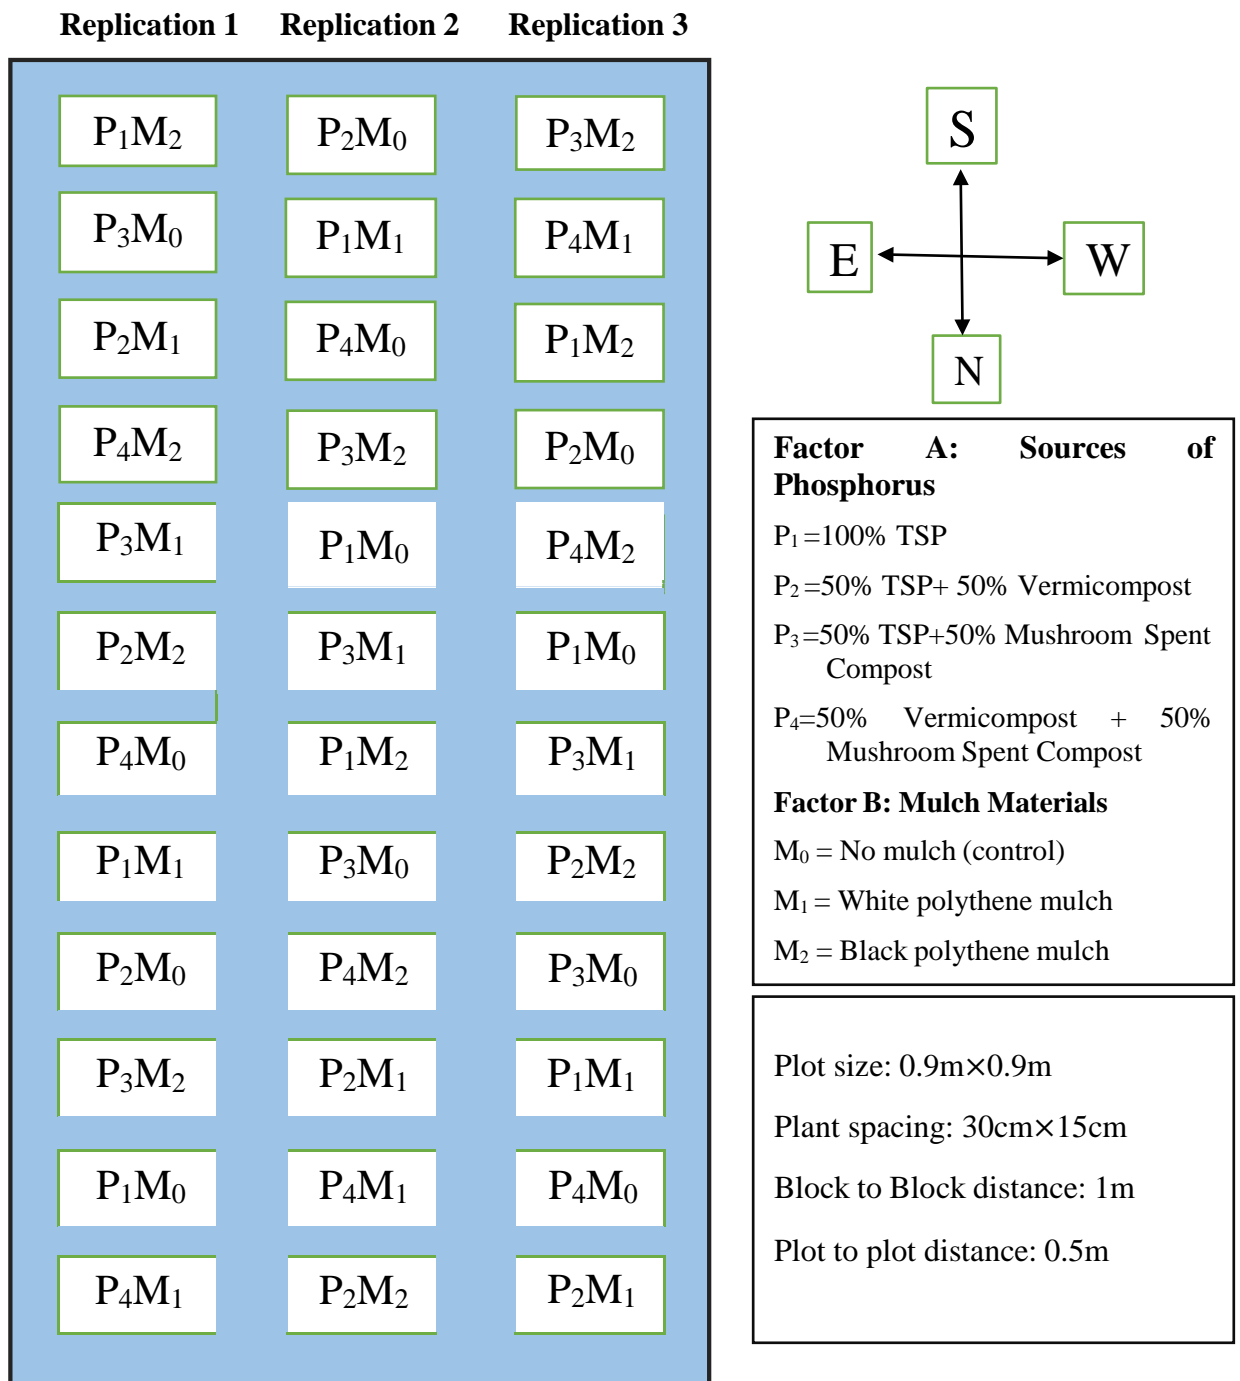 Replication 1 Replication 2 Replication 3
P₁M₂ P₂M₀ P₃M₂
P₃M₀ P₁M₁ P₄M₁
P₂M₁ P₄M₀ P₁M₂
P₄M₂ P₃M₂ P₂M₀
P₃M₁ P₁M₀ P₄M₂
P₂M₂ P₃M₁ P₁M₀
P₄M₀ P₁M₂ P₃M₁
P₁M₁ P₃M₀ P₂M₂
P₂M₀ P₄M₂ P₃M₀
P₃M₂ P₂M₁ P₁M₁
P₁M₀ P₄M₁ P₄M₀
P₄M₁ P₂M₂ P₂M₁
S
E W
N
Factor A: Sources of
Phosphorus
P₁ =100% TSP
P₂ =50% TSP+ 50% Vermicompost
P₃=50% TSP+50% Mushroom Spent
Compost
P₄=50% Vermicompost + 50%
Mushroom Spent Compost
Factor B: Mulch Materials
M₀ = No mulch (control)
M₁ = White polythene mulch
M₂ = Black polythene mulch
Plot size: 0.9m×0.9m
Plant spacing: 30cm×15cm
Block to Block distance: 1m
Plot to plot distance: 0.5m